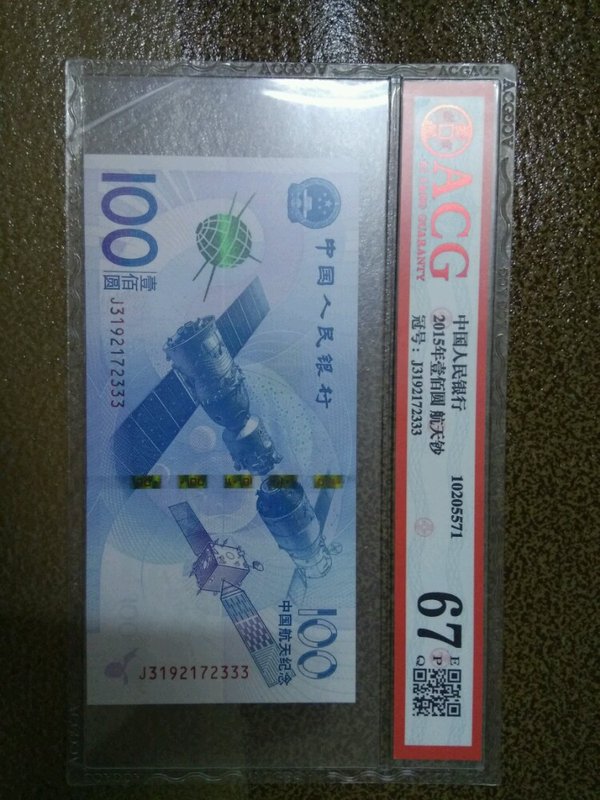 ACG
GUARANTY
中国人民银行
2015年壹佰圆 航天钞
冠号：J3192172333
10205571
67
E
P
Q
中国人民银行
100
壹佰圆
J3192172333
100
中国航天纪念
J3192172333
ACGACG